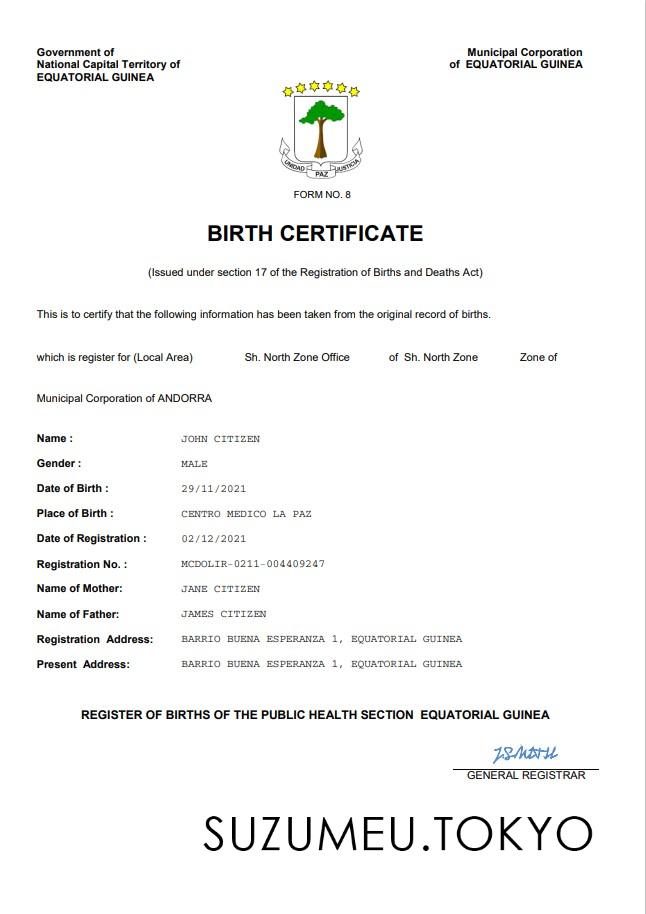 Government of
National Capital Territory of
EQUATORIAL GUINEA
Municipal Corporation
of EQUATORIAL GUINEA
UNIDAD PAZ JUSTICIA
FORM NO. 8
BIRTH CERTIFICATE
(Issued under section 17 of the Registration of Births and Deaths Act)
This is to certify that the following information has been taken from the original record of births.
which is register for (Local Area) Sh. North Zone Office of Sh. North Zone Zone of
Municipal Corporation of ANDORRA
Name : JOHN CITIZEN
Gender : MALE
Date of Birth : 29/11/2021
Place of Birth : CENTRO MEDICO LA PAZ
Date of Registration : 02/12/2021
Registration No. : MCDOLIR-0211-004409247
Name of Mother: JANE CITIZEN
Name of Father: JAMES CITIZEN
Registration Address: BARRIO BUENA ESPERANZA 1, EQUATORIAL GUINEA
Present Address: BARRIO BUENA ESPERANZA 1, EQUATORIAL GUINEA
REGISTER OF BIRTHS OF THE PUBLIC HEALTH SECTION EQUATORIAL GUINEA
GENERAL REGISTRAR
SUZUMEU.TOKYO